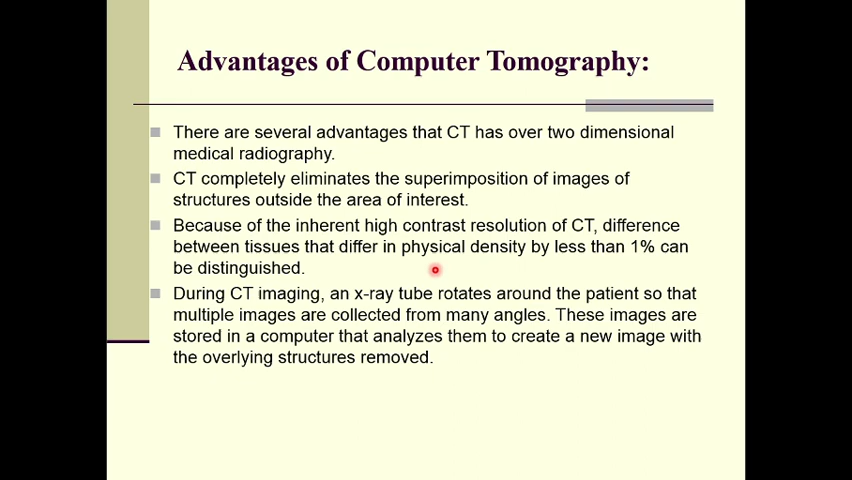 Advantages of Computer Tomography:
There are several advantages that CT has over two dimensional
medical radiography.
CT completely eliminates the superimposition of images of
structures outside the area of interest.
Because of the inherent high contrast resolution of CT, difference
between tissues that differ in physical density by less than 1% can
be distinguished.
During CT imaging, an x-ray tube rotates around the patient so that
multiple images are collected from many angles. These images are
stored in a computer that analyzes them to create a new image with
the overlying structures removed.